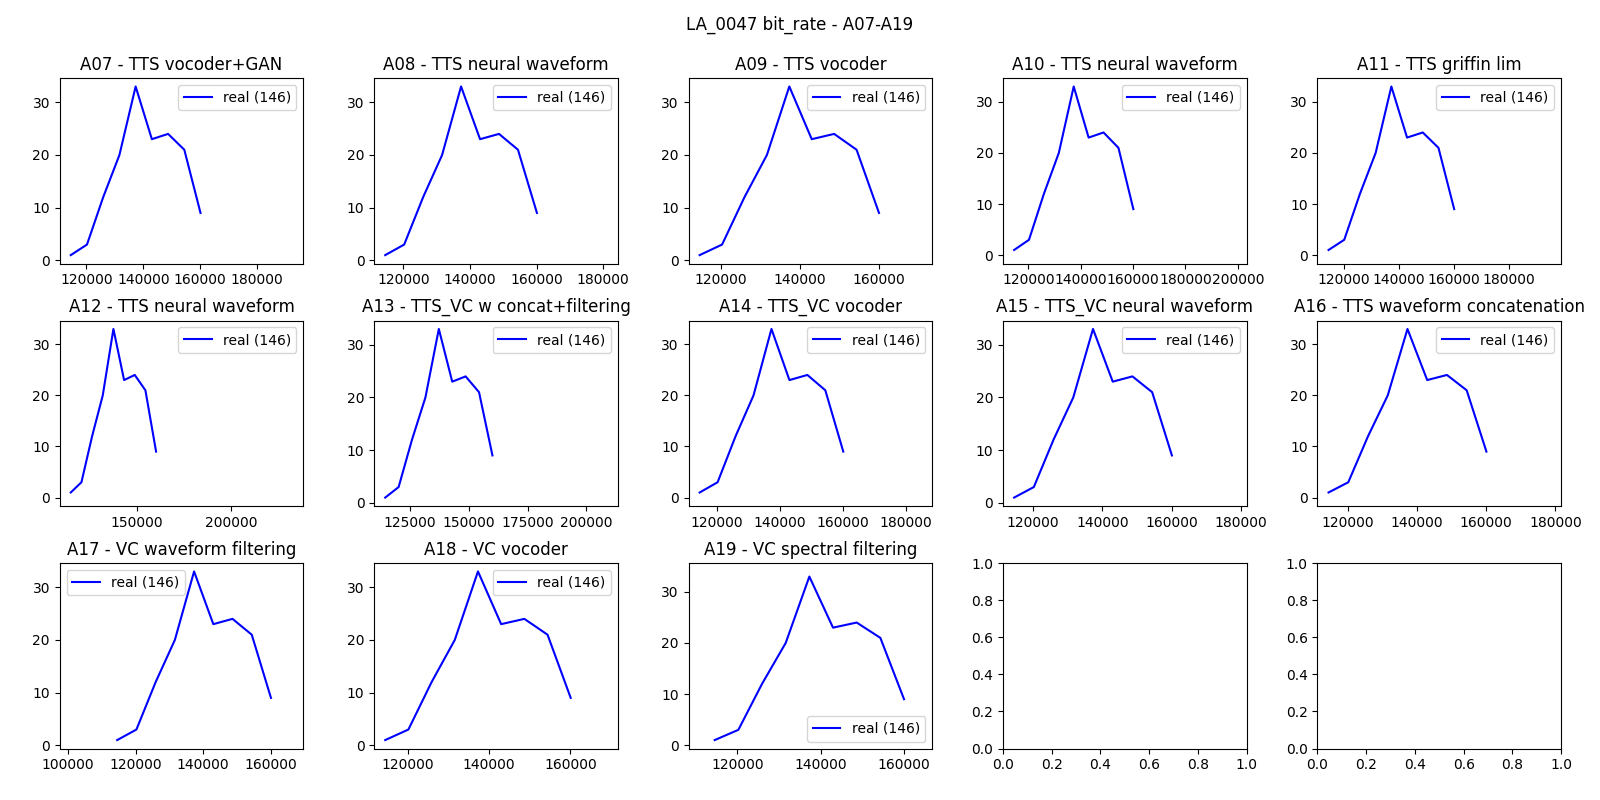 LA_0047 bit_rate - A07-A19
A07 - TTS vocoder+GAN
real (146)
30
20
10
0
120000 140000 160000 180000
A08 - TTS neural waveform
real (146)
30
20
10
0
120000 140000 160000 180000
A09 - TTS vocoder
real (146)
30
20
10
0
120000 140000 160000
A10 - TTS neural waveform
real (146)
30
20
10
0
120000 140000 160000 180000 200000
A11 - TTS griffin lim
real (146)
30
20
10
0
120000 140000 160000 180000
A12 - TTS neural waveform
real (146)
30
20
10
0
150000 200000
A13 - TTS_VC w concat+filtering
real (146)
30
20
10
0
125000 150000 175000 200000
A14 - TTS_VC vocoder
real (146)
30
20
10
0
120000 140000 160000 180000
A15 - TTS_VC neural waveform
real (146)
30
20
10
0
120000 140000 160000 180000
A16 - TTS waveform concatenation
real (146)
30
20
10
0
120000 140000 160000 180000
A17 - VC waveform filtering
real (146)
30
20
10
0
100000 120000 140000 160000
A18 - VC vocoder
real (146)
30
20
10
0
120000 140000 160000
A19 - VC spectral filtering
30
20
10
real (146)
0
120000 140000 160000
1.0
0.8
0.6
0.4
0.2
0.0
0.0 0.2 0.4 0.6 0.8 1.0
1.0
0.8
0.6
0.4
0.2
0.0
0.0 0.2 0.4 0.6 0.8 1.0